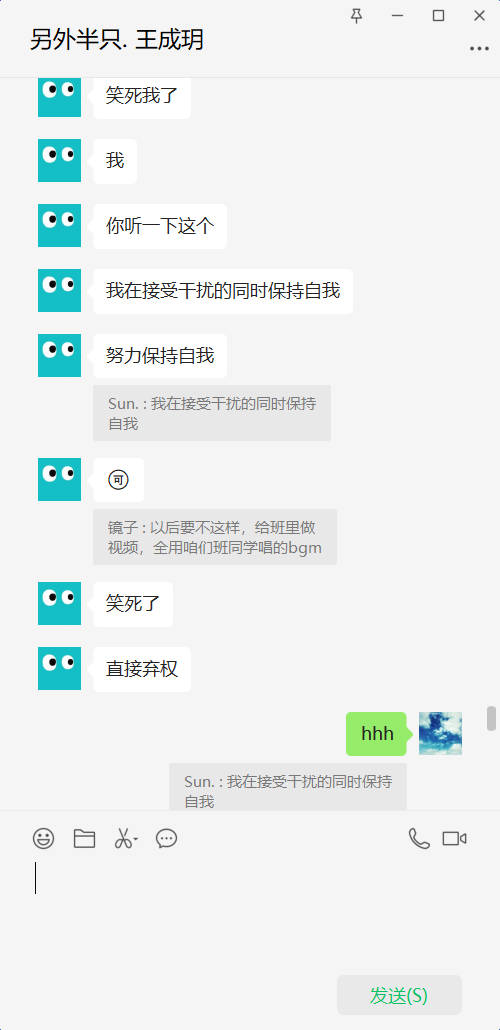 另外半只. 王成玥
笑死我了
我
你听一下这个
我在接受干扰的同时保持自我
努力保持自我
Sun. : 我在接受干扰的同时保持
自我
🉑
镜子 : 以后要不这样，给班里做
视频，全用咱们班同学唱的bgm
笑死了
直接弃权
hhh
Sun. : 我在接受干扰的同时保持
自我
发送(S)